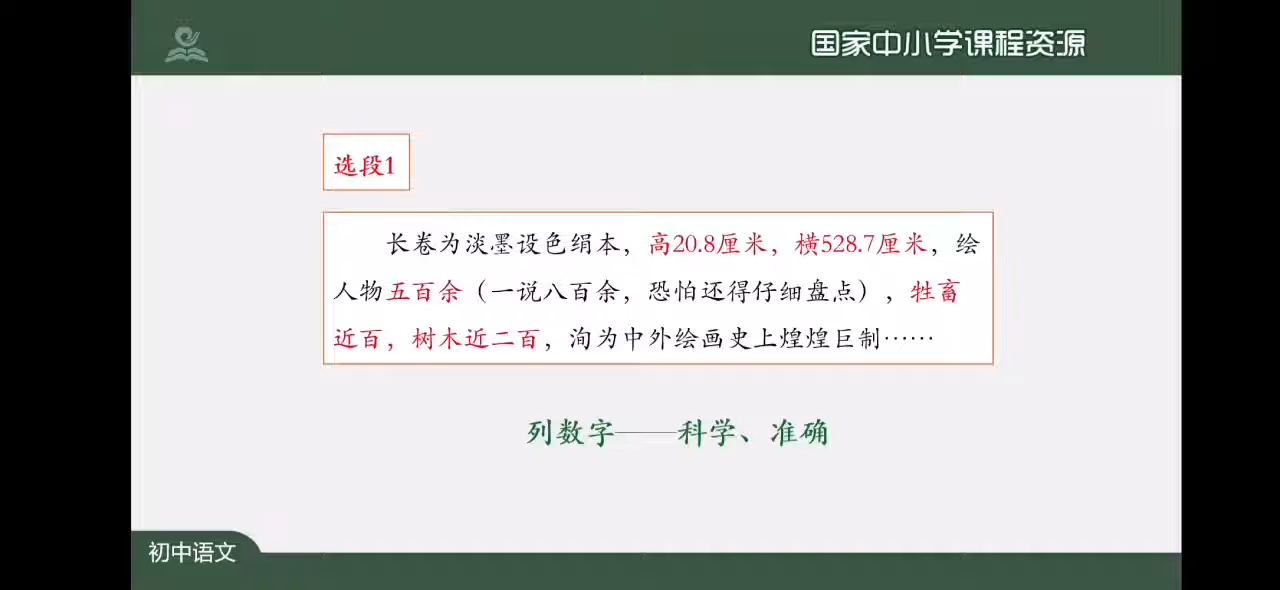 国家中小学课程资源
选段1
长卷为淡墨设色绢本，高20.8厘米，横528.7厘米，绘
人物五百余（一说八百余，恐怕还得仔细盘点），牲畜
近百，树木近二百，洵为中外绘画史上煌煌巨制……
列数字——科学、准确
初中语文